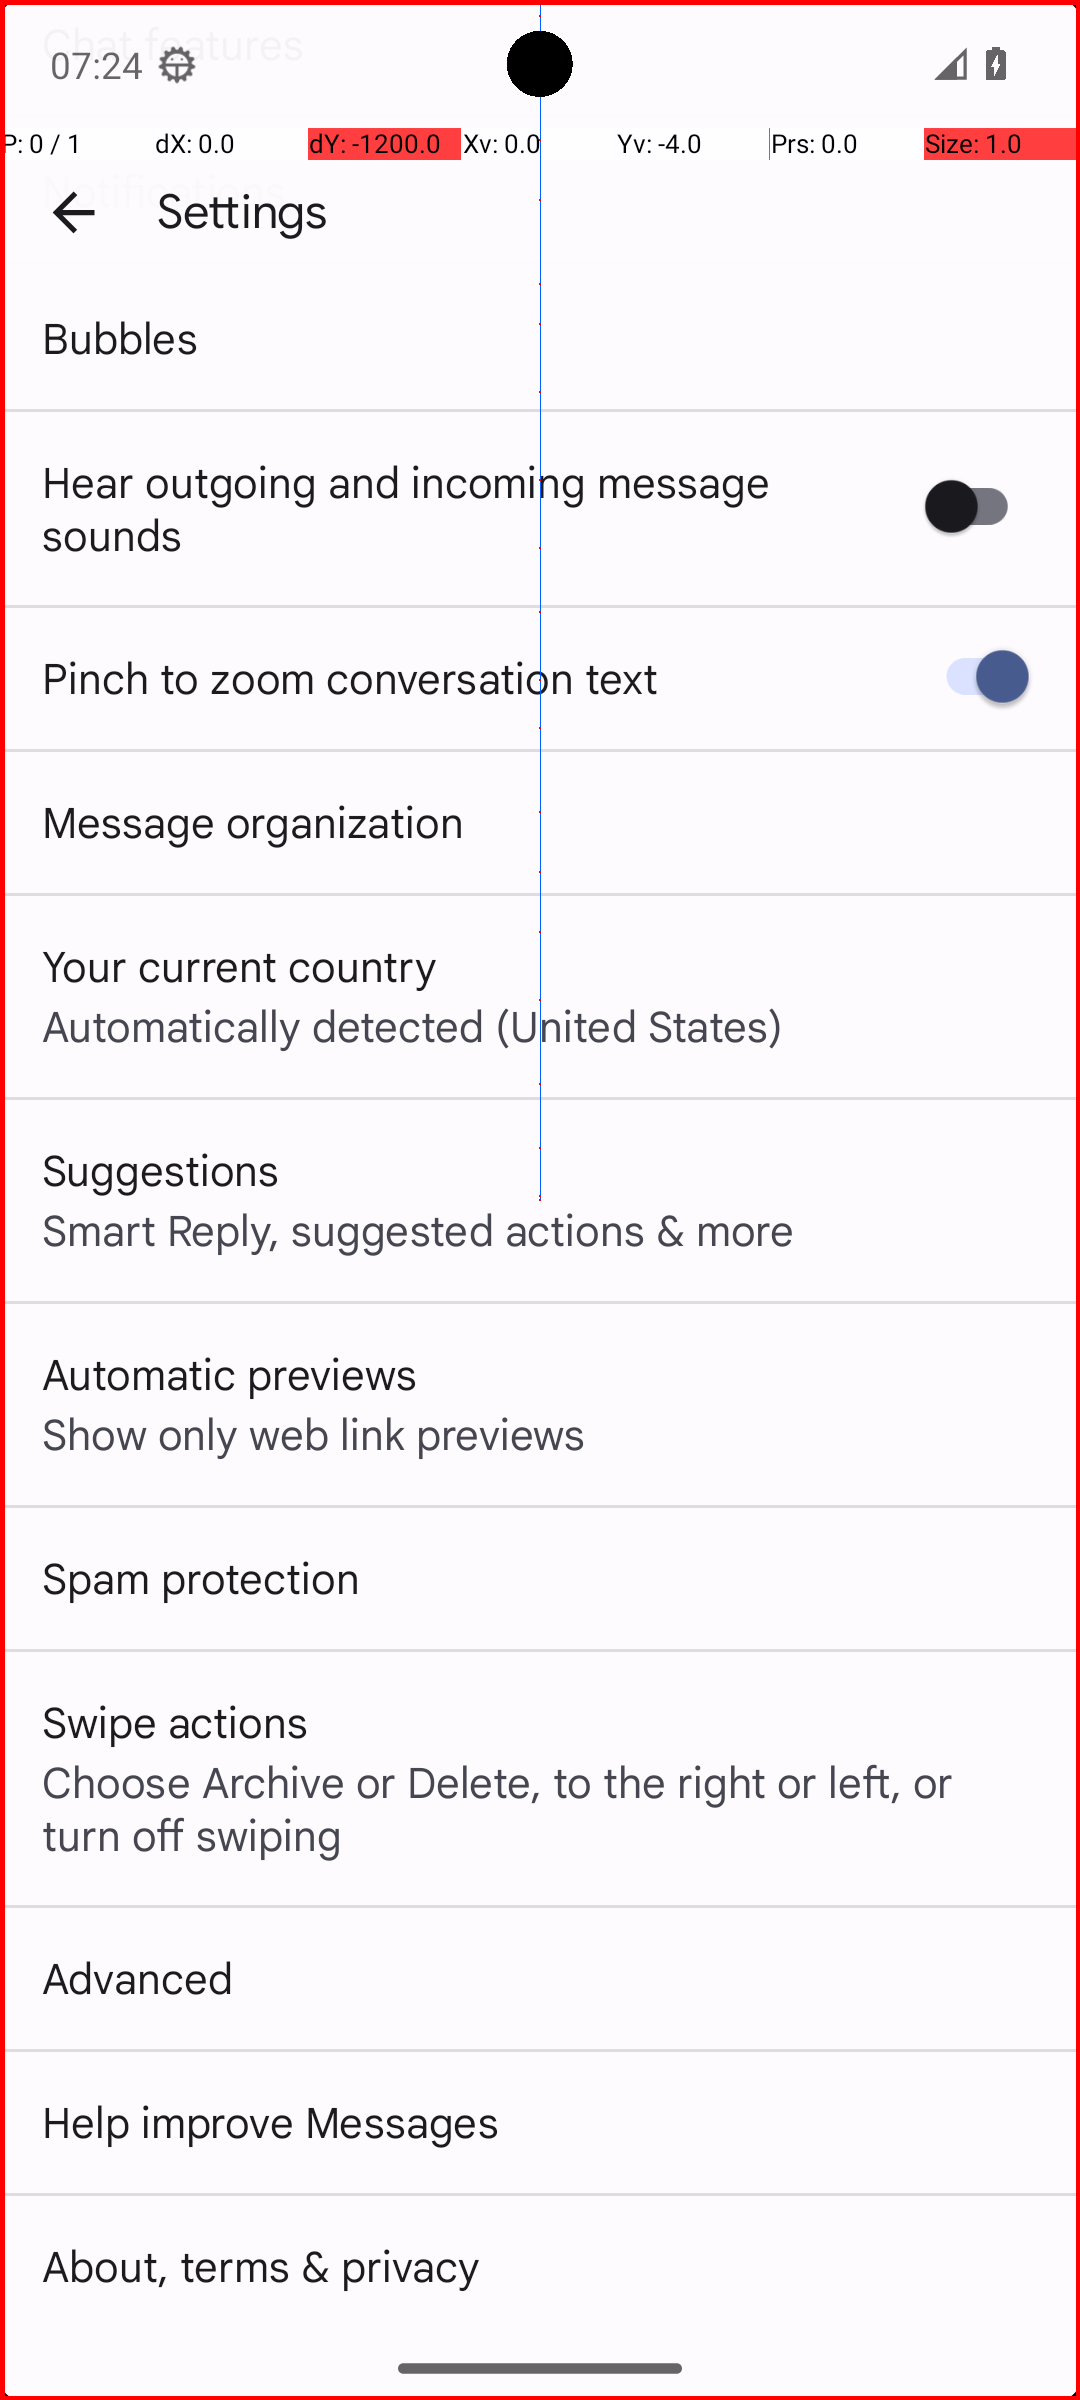 Chat features
07:24
P: 0 / 1 dX: 0.0 dY: -1200.0 Xv: 0.0 Yv: -4.0 Prs: 0.0 Size: 1.0
Notifications
Settings
Bubbles
Hear outgoing and incoming message
sounds
Pinch to zoom conversation text
Message organization
Your current country
Automatically detected (United States)
Suggestions
Smart Reply, suggested actions & more
Automatic previews
Show only web link previews
Spam protection
Swipe actions
Choose Archive or Delete, to the right or left, or
turn off swiping
Advanced
Help improve Messages
About, terms & privacy